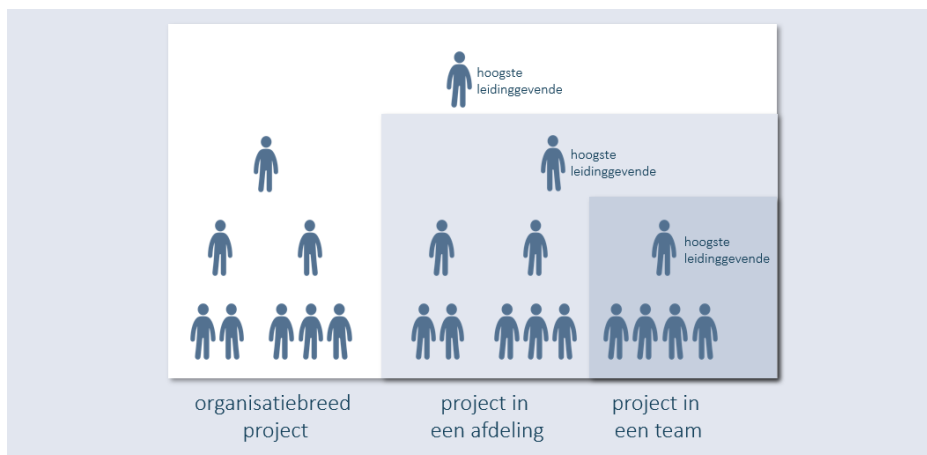 hoogste
leidinggevende
hoogste
leidinggevende
hoogste
leidinggevende
organisatiebreed
project
project in
een afdeling
project in
een team